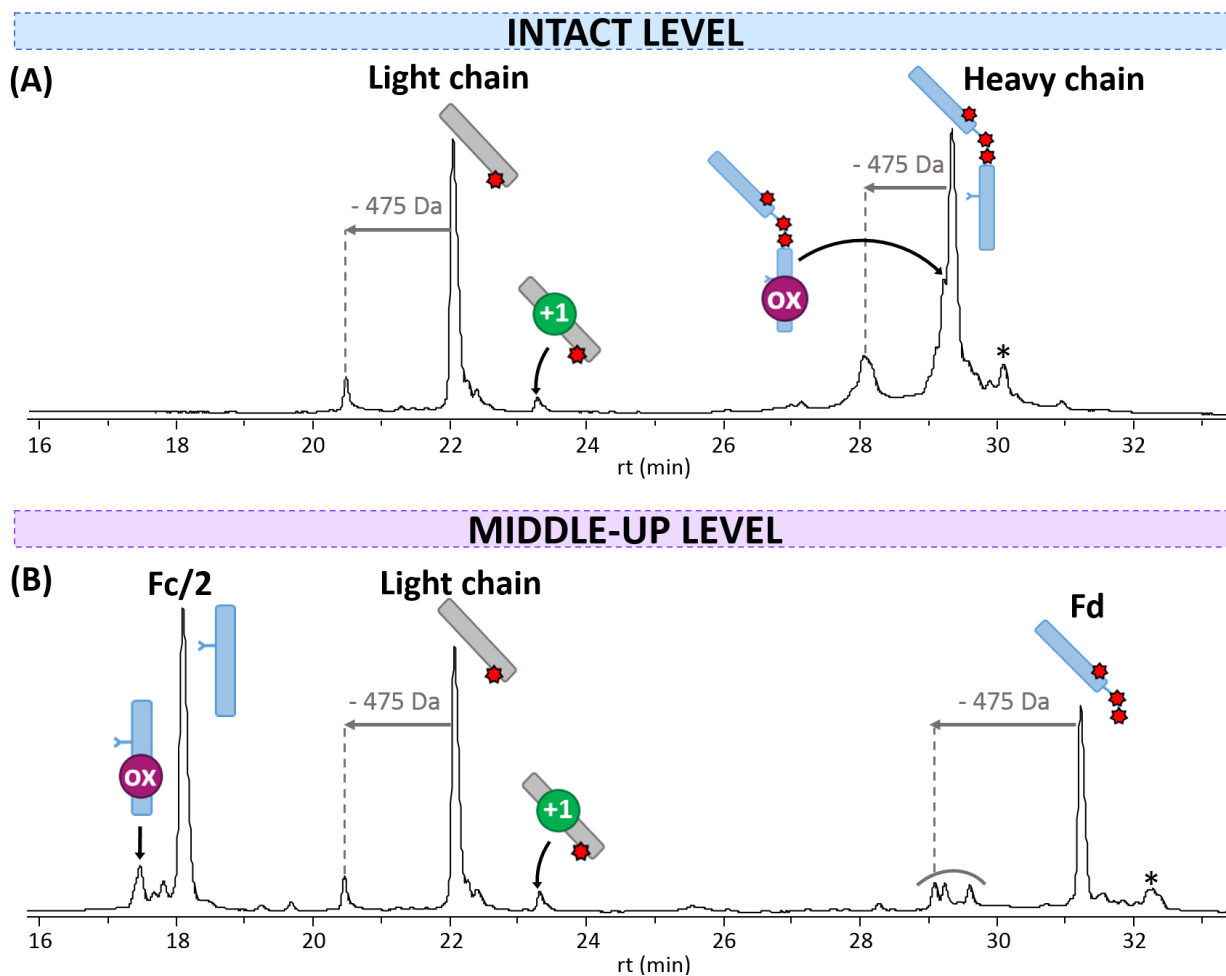 INTACT LEVEL
(A)
Light chain
Heavy chain
- 475 Da
- 475 Da
+1
OX
*
16 18 20 22 24 26 28 30 32
rt (min)
MIDDLE-UP LEVEL
(B)
Fc/2
Light chain
Fd
- 475 Da
- 475 Da
OX
+1
*
16 18 20 22 24 26 28 30 32
rt (min)